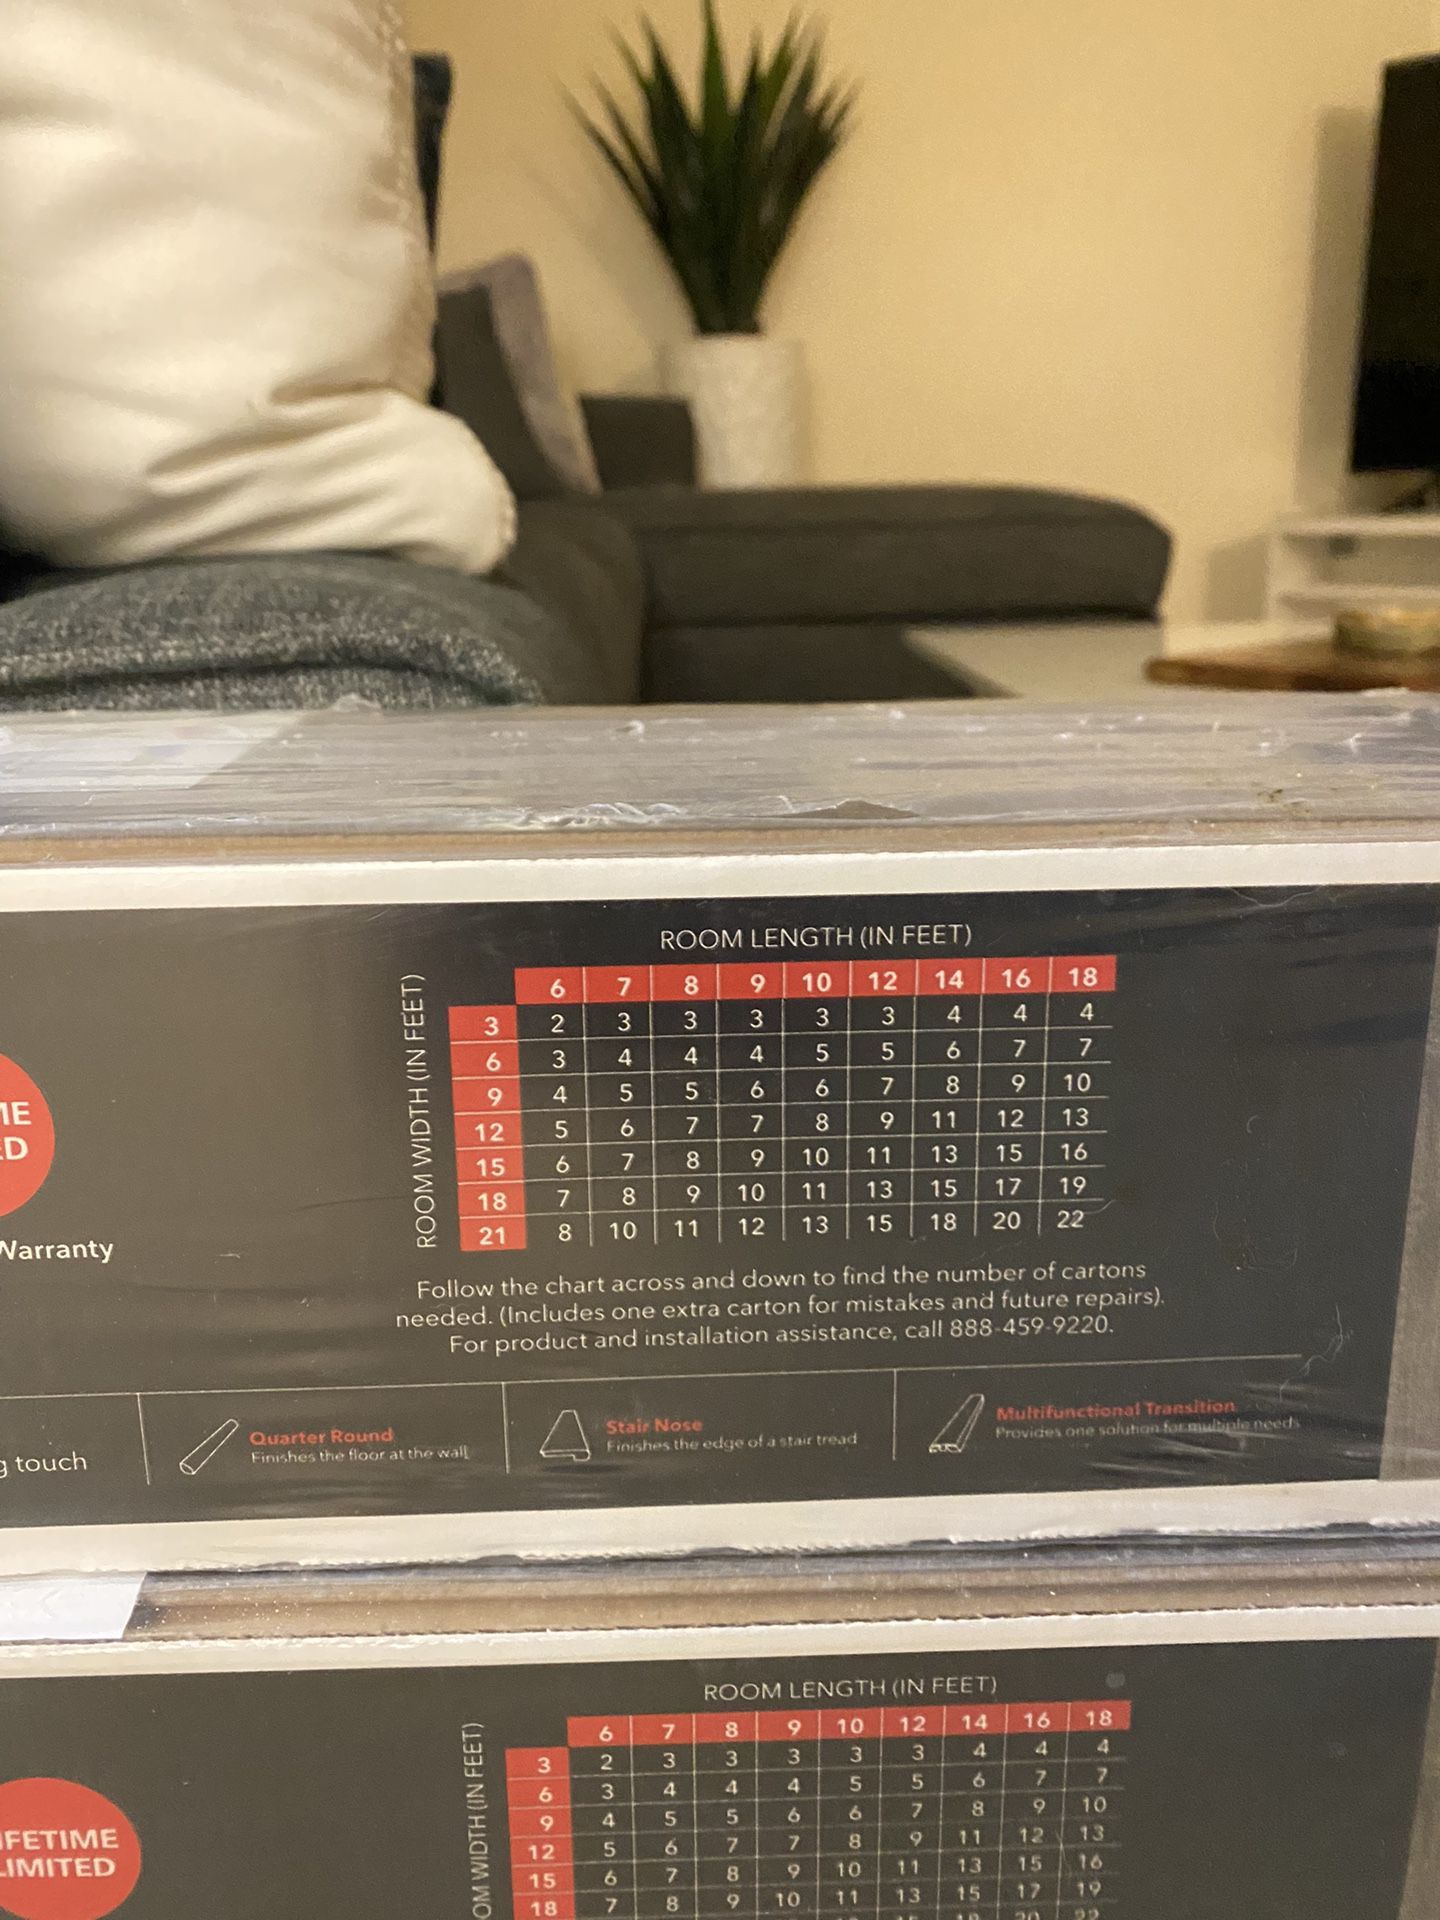 ROOM LENGTH (IN FEET)
ROOM WIDTH (IN FEET)
6 7 8 9 10 12 14 16 18
3 2 3 3 3 3 3 4 4 4
6 3 4 4 4 5 5 6 7 7
9 4 5 5 6 6 7 8 9 10
12 5 6 7 7 8 9 11 12 13
15 6 7 8 9 10 11 13 15 16
18 7 8 9 10 11 13 15 17 19
21 8 10 11 12 13 15 18 20 22
Warranty
Follow the chart across and down to find the number of cartons
needed. (Includes one extra carton for mistakes and future repairs).
For product and installation assistance, call 888-459-9220.
touch
Quarter Round
Finishes the floor at the wall
Stair Nose
Finishes the edge of a stair tread
Multifunctional Transition
Provides one solution for multiple needs
ROOM LENGTH (IN FEET)
OM WIDTH (IN FEET)
6 7 8 9 10 12 14 16 18
3 2 3 3 3 3 3 4 4 4
6 3 4 4 4 5 5 6 7 7
9 4 5 5 6 6 7 8 9 10
12 5 6 7 7 8 9 11 12 13
15 6 7 8 9 10 11 13 15 16
18 7 8 9 10 11 13 15 17 19
IFETIME
LIMITED